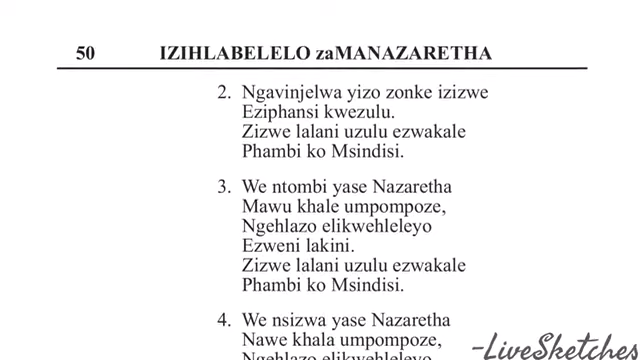 50 IZIHLABELELO zaMANAZARETHA
2. Ngavinjelwa yizo zonke izizwe
Eziphansi kwezulu.
Zizwe lalani uzulu ezwakale
Phambi ko Msindisi.
3. We ntombi yase Nazaretha
Mawu khale umpompoze,
Ngehlazo elikwehleleyo
Ezweni lakini.
Zizwe lalani uzulu ezwakale
Phambi ko Msindisi.
4. We nsizwa yase Nazaretha
Nawe khala umpompoze,
Ngehlazo elikwehleleyo
-LiveSketches